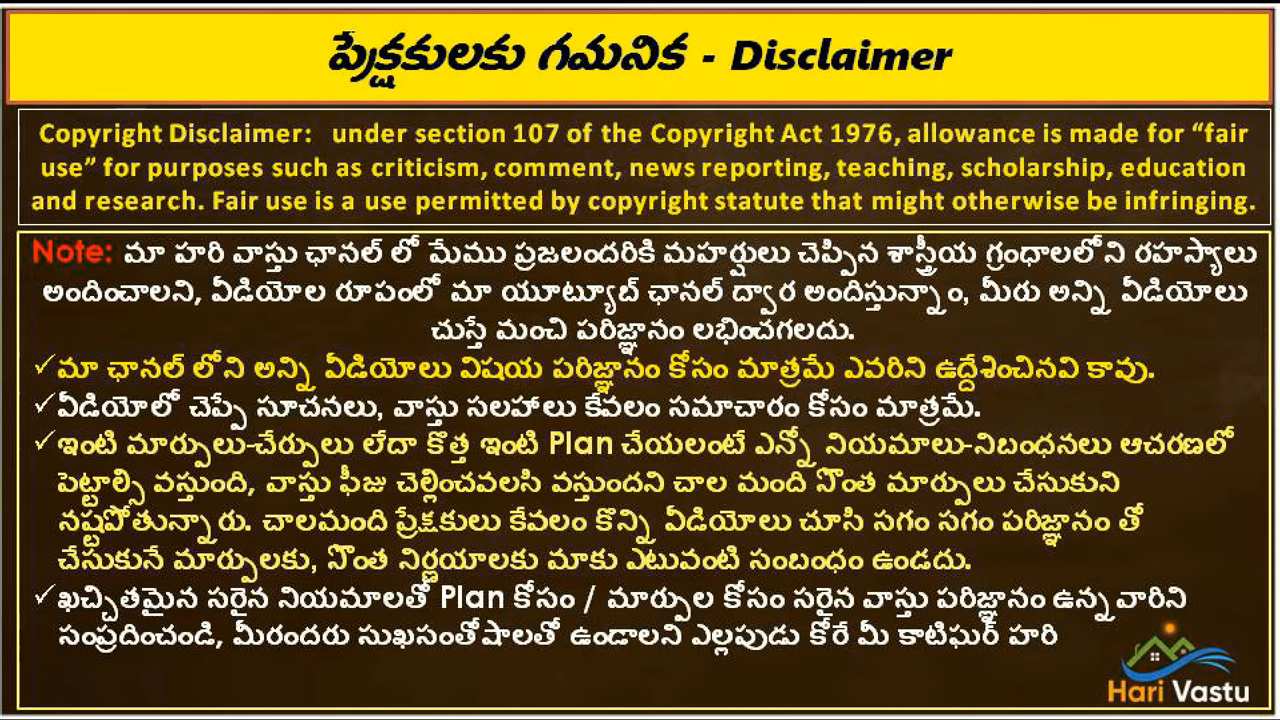 ప్రేక్షకులకు గమనిక - Disclaimer
Copyright Disclaimer: under section 107 of the Copyright Act 1976, allowance is made for “fair
use” for purposes such as criticism, comment, news reporting, teaching, scholarship, education
and research. Fair use is a use permitted by copyright statute that might otherwise be infringing.
Note: మా హరి వాస్తు ఛానల్ లో మేము ప్రజలందరికి మహర్షులు చెప్పిన శాస్త్రీయ గ్రంధాలలోని రహస్యాలు
అందించాలని, వీడియోల రూపంలో మా యూట్యూబ్ ఛానల్ ద్వార అందిస్తున్నాం, మీరు అన్ని వీడియోలు
చుస్తే మంచి పరిజ్ఞానం లభించగలదు.
✓మా ఛానల్ లోని అన్ని వీడియోలు విషయ పరిజ్ఞానం కోసం మాత్రమే ఎవరిని ఉద్దేశించినవి కావు.
✓వీడియోలో చెప్పే సూచనలు, వాస్తు సలహాలు కేవలం సమాచారం కోసం మాత్రమే.
✓ఇంటి మార్పులు-చేర్పులు లేదా కొత్త ఇంటి Plan చేయలంటే ఎన్నో నియమాలు-నిబంధనలు ఆచరణలో
పెట్టాల్సి వస్తుంది, వాస్తు ఫీజు చెల్లించవలసి వస్తుందని చాల మంది సొంత మార్పులు చేసుకుని
నష్టపోతున్నారు. చాలమంది ప్రేక్షకులు కేవలం కొన్ని వీడియోలు చూసి సగం సగం పరిజ్ఞానం తో
చేసుకునే మార్పులకు, సొంత నిర్ణయాలకు మాకు ఎటువంటి సంబంధం ఉండదు.
✓ఖచ్చితమైన సరైన నియమాలతో Plan కోసం / మార్పుల కోసం సరైన వాస్తు పరిజ్ఞానం ఉన్నవారిని
సంప్రదించండి, మీరందరు సుఖసంతోషాలతో ఉండాలని ఎల్లపుడు కోరే మీ కాటిఘర్ హరి
Hari Vastu